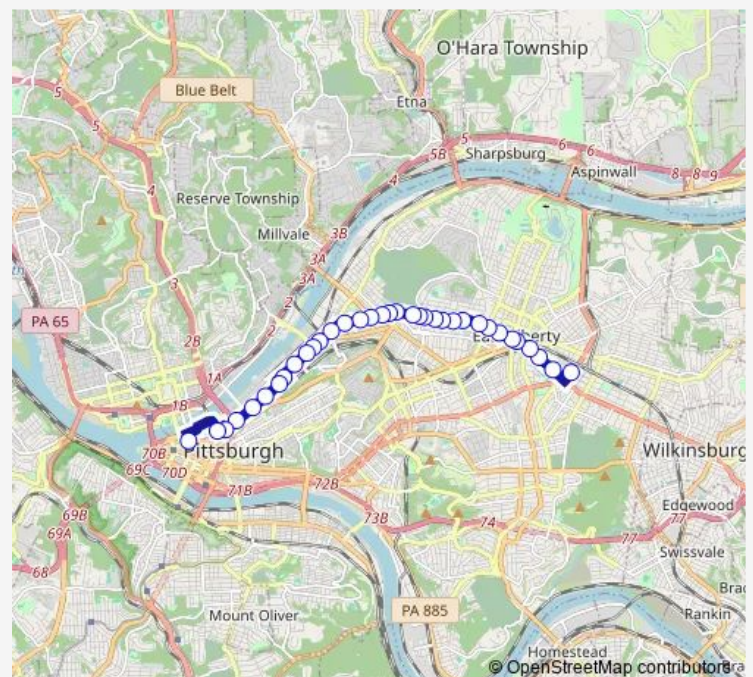 O'Hara Township
Blue Belt
5
Etna
5
5
6
6
5B
Sharpsburg
Aspinwall
8
8
9
4
4
Reserve Township
Millvale
3B
3A
3A
3
2
2
PA 65
2B
1A
1B
Pittsburgh
70B
69C
70D
71B
72B
Wilkinsburg
73B
74
77
77
Edgewood
69B
69A
68
Swissvale
Mount Oliver
PA 885
Rankin
Homestead
© OpenStreetMap contributors